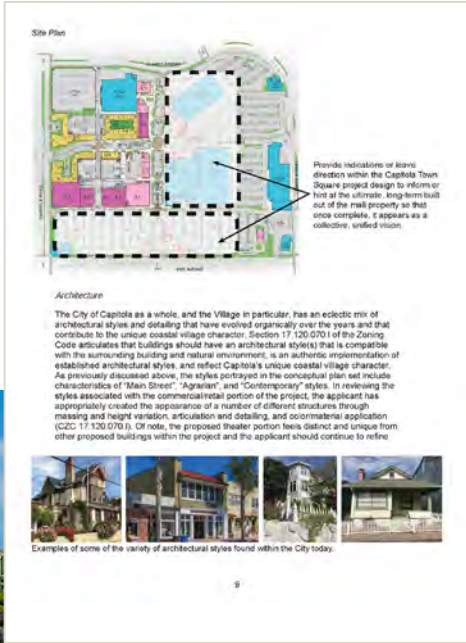 Site Plan
Provide indications or leave
direction within the Capitola Town
Square project design to inform or
hint at the ultimate, long-term built
out of the mall property so that
once complete, it appears as a
collective, unified vision.
Architecture
The City of Capitola as a whole, and the Village in particular, has an eclectic mix of
architectural styles and detailing that have evolved organically over the years and that
contribute to the unique coastal village character. Section 17.120.070 I of the Zoning
Code articulates that buildings should have an architectural style(s) that is compatible
with the surrounding building and natural environment, is an authentic implementation of
established architectural styles, and reflect Capitola's unique coastal village character.
As previously discussed above, the styles portrayed in the conceptual plan set include
characteristics of "Main Street", "Agrarian", and "Contemporary" styles. In reviewing the
styles associated with the commercial/retail portion of the project, the applicant has
appropriately created the appearance of a number of different structures through
massing and height variation, articulation and detailing, and color/material application
(CZC 17.120.070.I). Of note, the proposed theater portion feels distinct and unique from
other proposed buildings within the project and the applicant should continue to refine
Examples of some of the variety of architectural styles found within the City today.
9